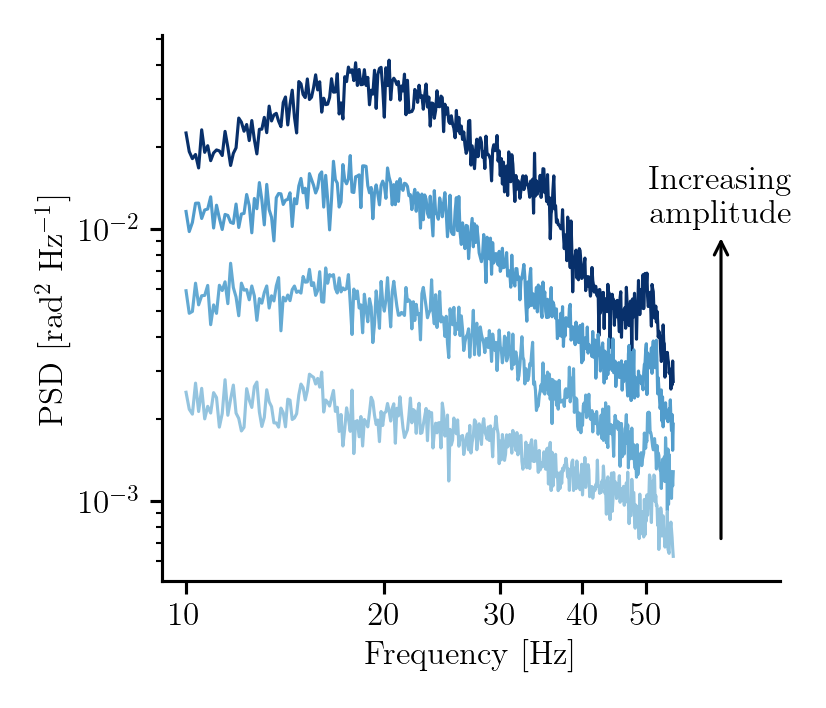 Increasing
amplitude
PSD [rad² Hz⁻¹]
10⁻²
10⁻³
10 20 30 40 50
Frequency [Hz]